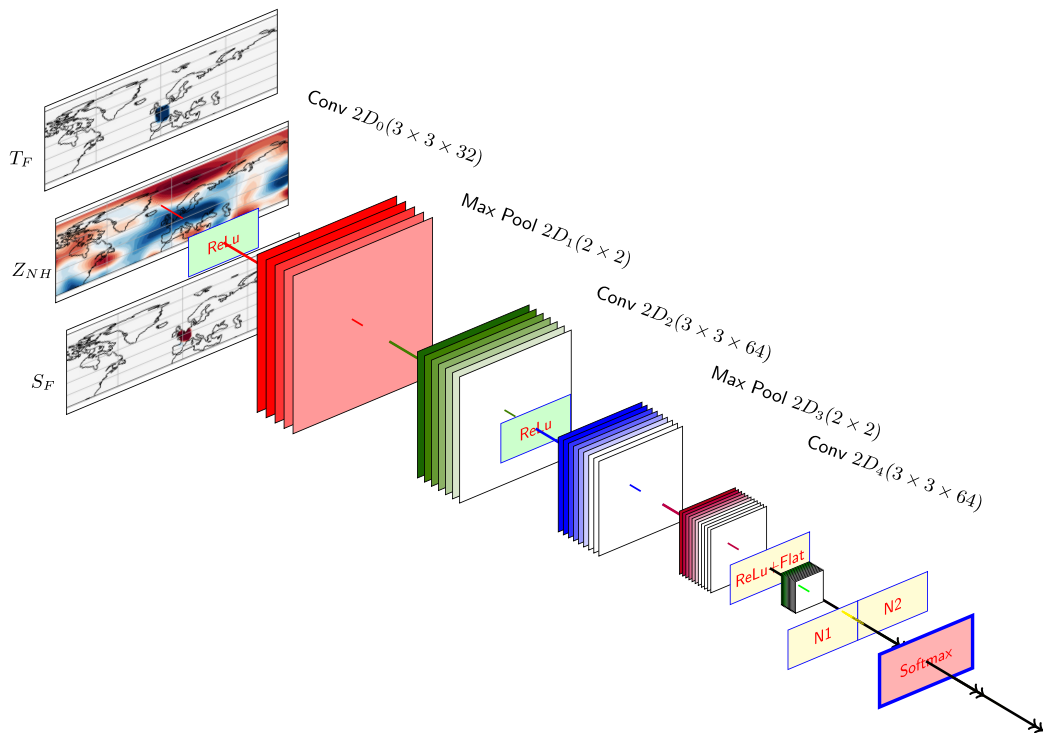 Conv 2D₀(3 × 3 × 32)
T_F
Max Pool 2D₁(2 × 2)
ReLu
Z_NH
Conv 2D₂(3 × 3 × 64)
S_F
Max Pool 2D₃(2 × 2)
ReLu
Conv 2D₄(3 × 3 × 64)
ReLu+Flat
N1
N2
Softmax